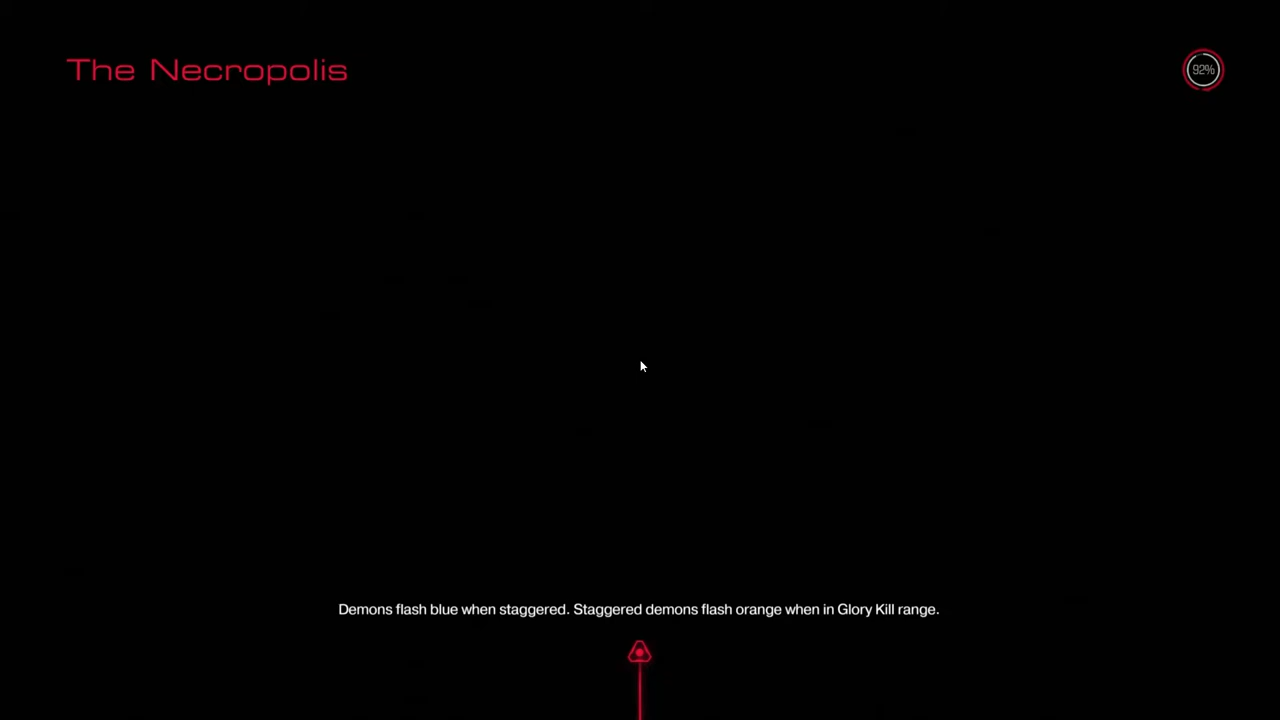 The Necropolis
92%
Demons flash blue when staggered. Staggered demons flash orange when in Glory Kill range.